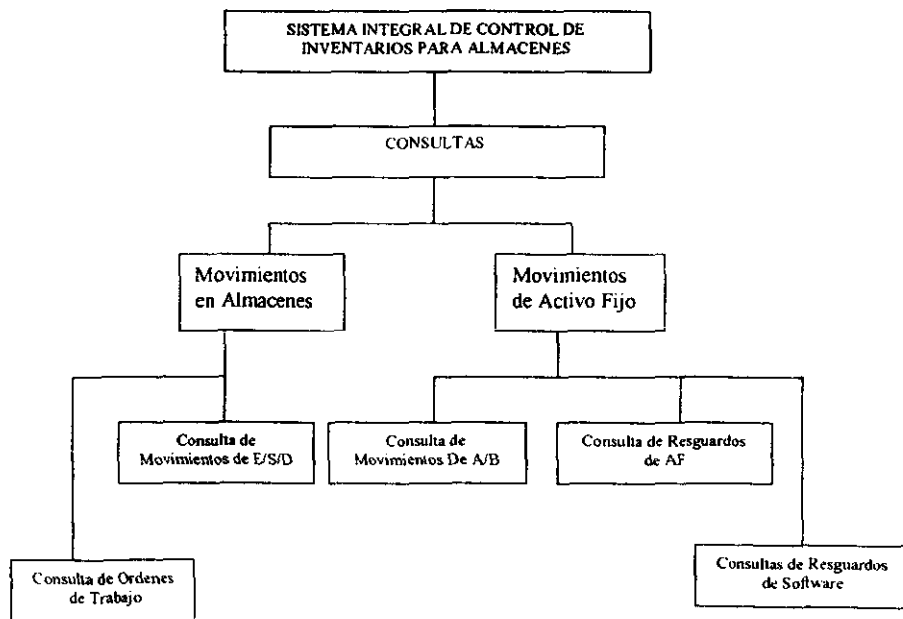 SISTEMA INTEGRAL DE CONTROL DE
INVENTARIOS PARA ALMACENES
CONSULTAS
Movimientos
en Almacenes
Movimientos
de Activo Fijo
Consulta de
Movimientos de E/S/D
Consulta de
Movimientos De A/B
Consulta de Resguardos
de AF
Consulta de Ordenes
de Trabajo
Consultas de Resguardos
de Software